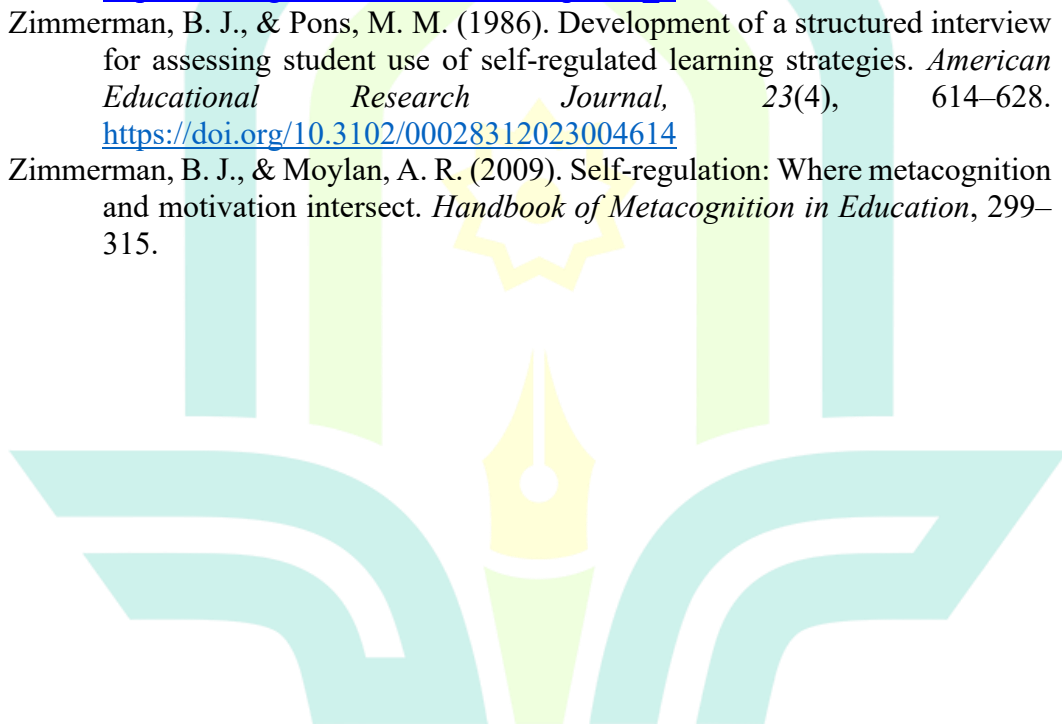 Zimmerman, B. J., & Pons, M. M. (1986). Development of a structured interview
for assessing student use of self-regulated learning strategies. American
Educational Research Journal, 23(4), 614–628.
https://doi.org/10.3102/00028312023004614
Zimmerman, B. J., & Moylan, A. R. (2009). Self-regulation: Where metacognition
and motivation intersect. Handbook of Metacognition in Education, 299–
315.